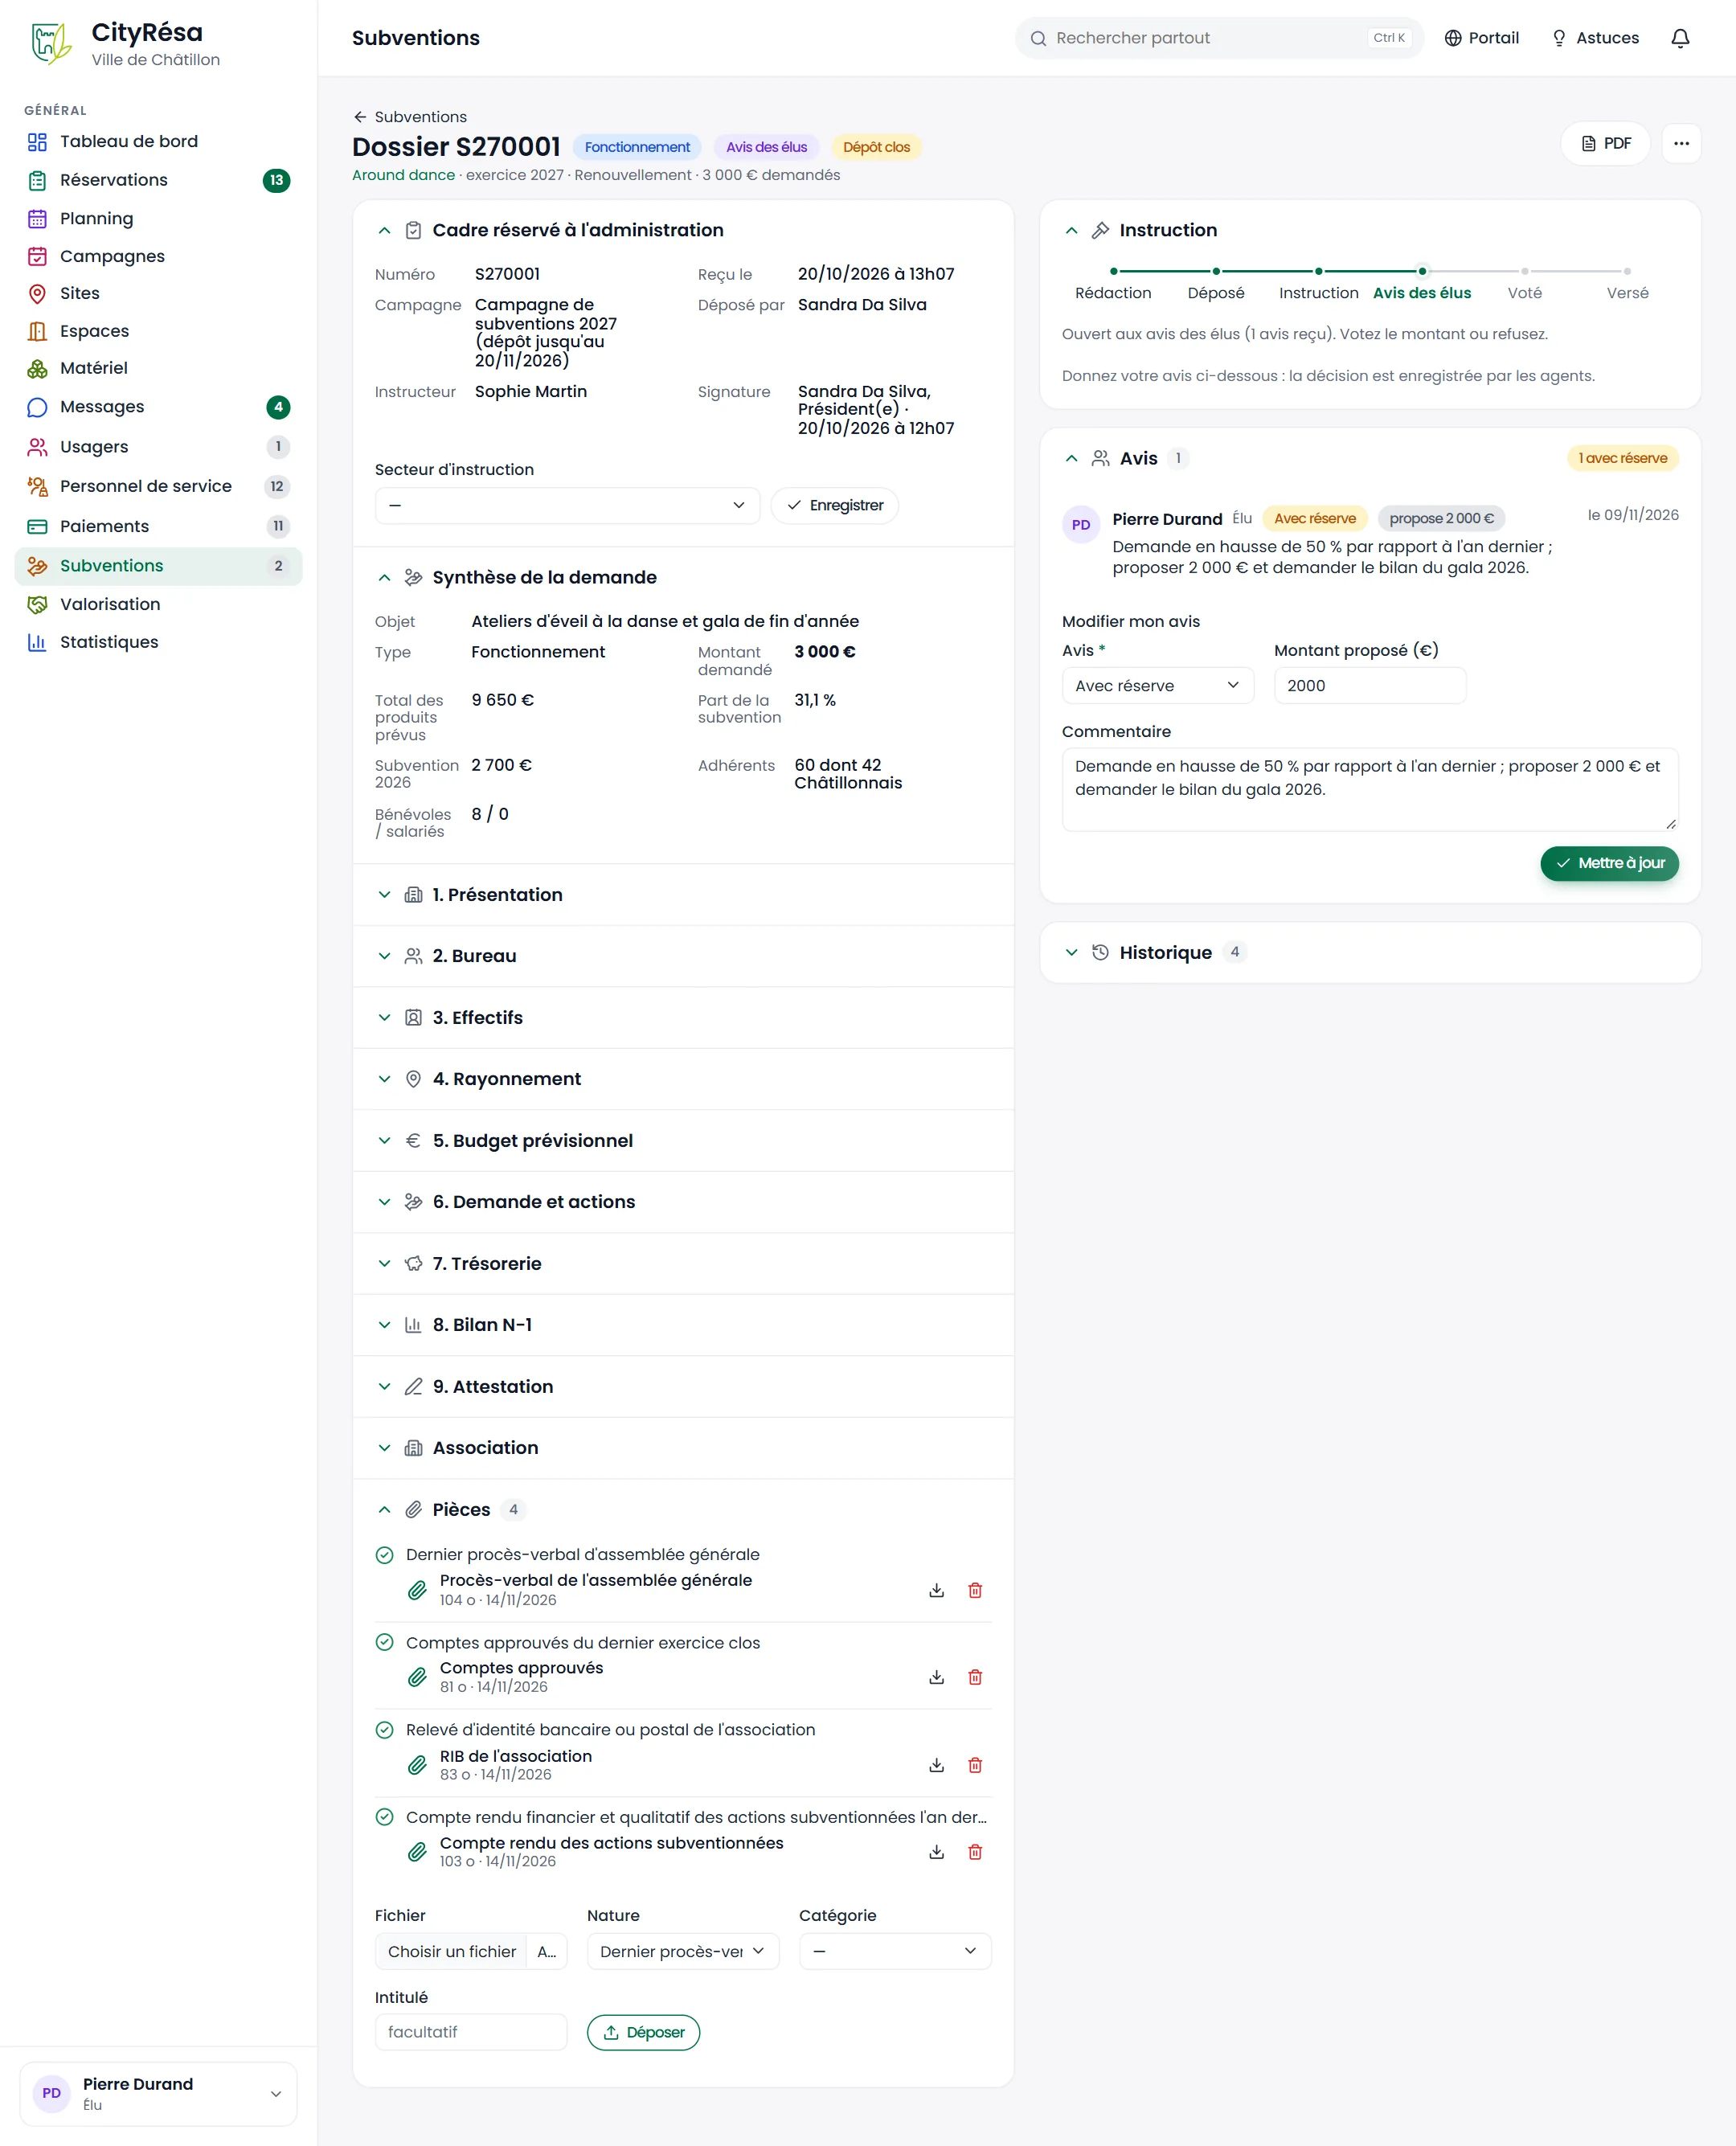 CityRésa
Ville de Châtillon
GÉNÉRAL
Tableau de bord
Réservations 13
Planning
Campagnes
Sites
Espaces
Matériel
Messages 4
Usagers 1
Personnel de service 12
Paiements 11
Subventions 2
Valorisation
Statistiques
Pierre Durand
PD
Élu
Subventions
Rechercher partout Ctrl K
Portail
Astuces
Subventions
Dossier S270001 Fonctionnement Avis des élus Dépôt clos
Around dance · exercice 2027 · Renouvellement · 3 000 € demandés
PDF
Cadre réservé à l'administration
Numéro S270001 Reçu le 20/10/2026 à 13h07
Campagne Campagne de Déposé par Sandra Da Silva
subventions 2027
(dépôt jusqu'au
20/11/2026)
Instructeur Sophie Martin Signature Sandra Da Silva,
Président(e) ·
20/10/2026 à 12h07
Secteur d'instruction
— Enregistrer
Synthèse de la demande
Objet Ateliers d'éveil à la danse et gala de fin d'année
Type Fonctionnement Montant 3 000 €
demandé
Total des 9 650 € Part de la 31,1 %
produits subvention
prévus
Subvention 2 700 € Adhérents 60 dont 42
2026 Châtillonnais
Bénévoles 8 / 0
/ salariés
1. Présentation
2. Bureau
3. Effectifs
4. Rayonnement
5. Budget prévisionnel
6. Demande et actions
7. Trésorerie
8. Bilan N-1
9. Attestation
Association
Pièces 4
Dernier procès-verbal d'assemblée générale
Procès-verbal de l'assemblée générale
104 o · 14/11/2026
Comptes approuvés du dernier exercice clos
Comptes approuvés
81 o · 14/11/2026
Relevé d'identité bancaire ou postal de l'association
RIB de l'association
83 o · 14/11/2026
Compte rendu financier et qualitatif des actions subventionnées l'an der...
Compte rendu des actions subventionnées
103 o · 14/11/2026
Fichier Nature Catégorie
Choisir un fichier A... Dernier procès-ver —
Intitulé
facultatif Déposer
Instruction
Rédaction Déposé Instruction Avis des élus Voté Versé
Ouvert aux avis des élus (1 avis reçu). Votez le montant ou refusez.
Donnez votre avis ci-dessous : la décision est enregistrée par les agents.
Avis 1 1 avec réserve
PD Pierre Durand Élu Avec réserve propose 2 000 € le 09/11/2026
Demande en hausse de 50 % par rapport à l'an dernier ;
proposer 2 000 € et demander le bilan du gala 2026.
Modifier mon avis
Avis * Montant proposé (€)
Avec réserve 2000
Commentaire
Demande en hausse de 50 % par rapport à l'an dernier ; proposer 2 000 € et
demander le bilan du gala 2026.
Mettre à jour
Historique 4